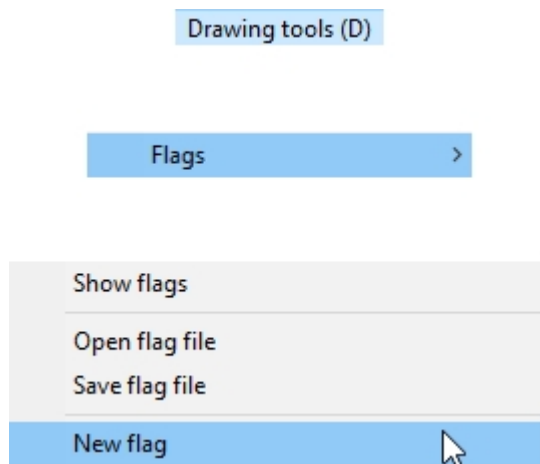 Drawing tools (D)
Flags
Show flags
Open flag file
Save flag file
New flag